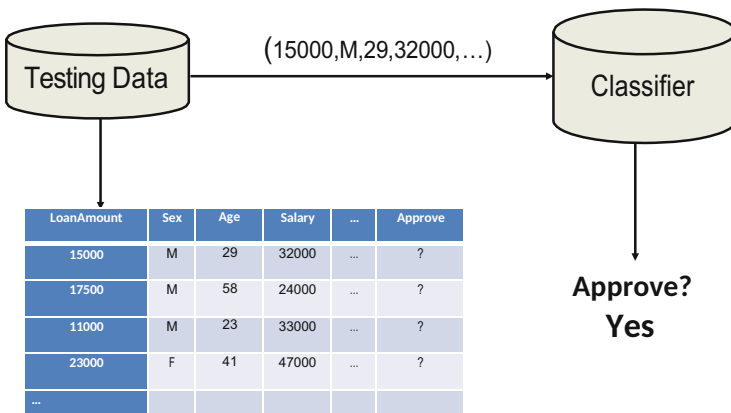 (15000,M,29,32000,…)
Testing Data
Classifier
LoanAmount Sex Age Salary ... Approve
15000 M 29 32000 ... ?
17500 M 58 24000 ... ?
11000 M 23 33000 ... ?
23000 F 41 47000 ... ?
...
Approve?
Yes